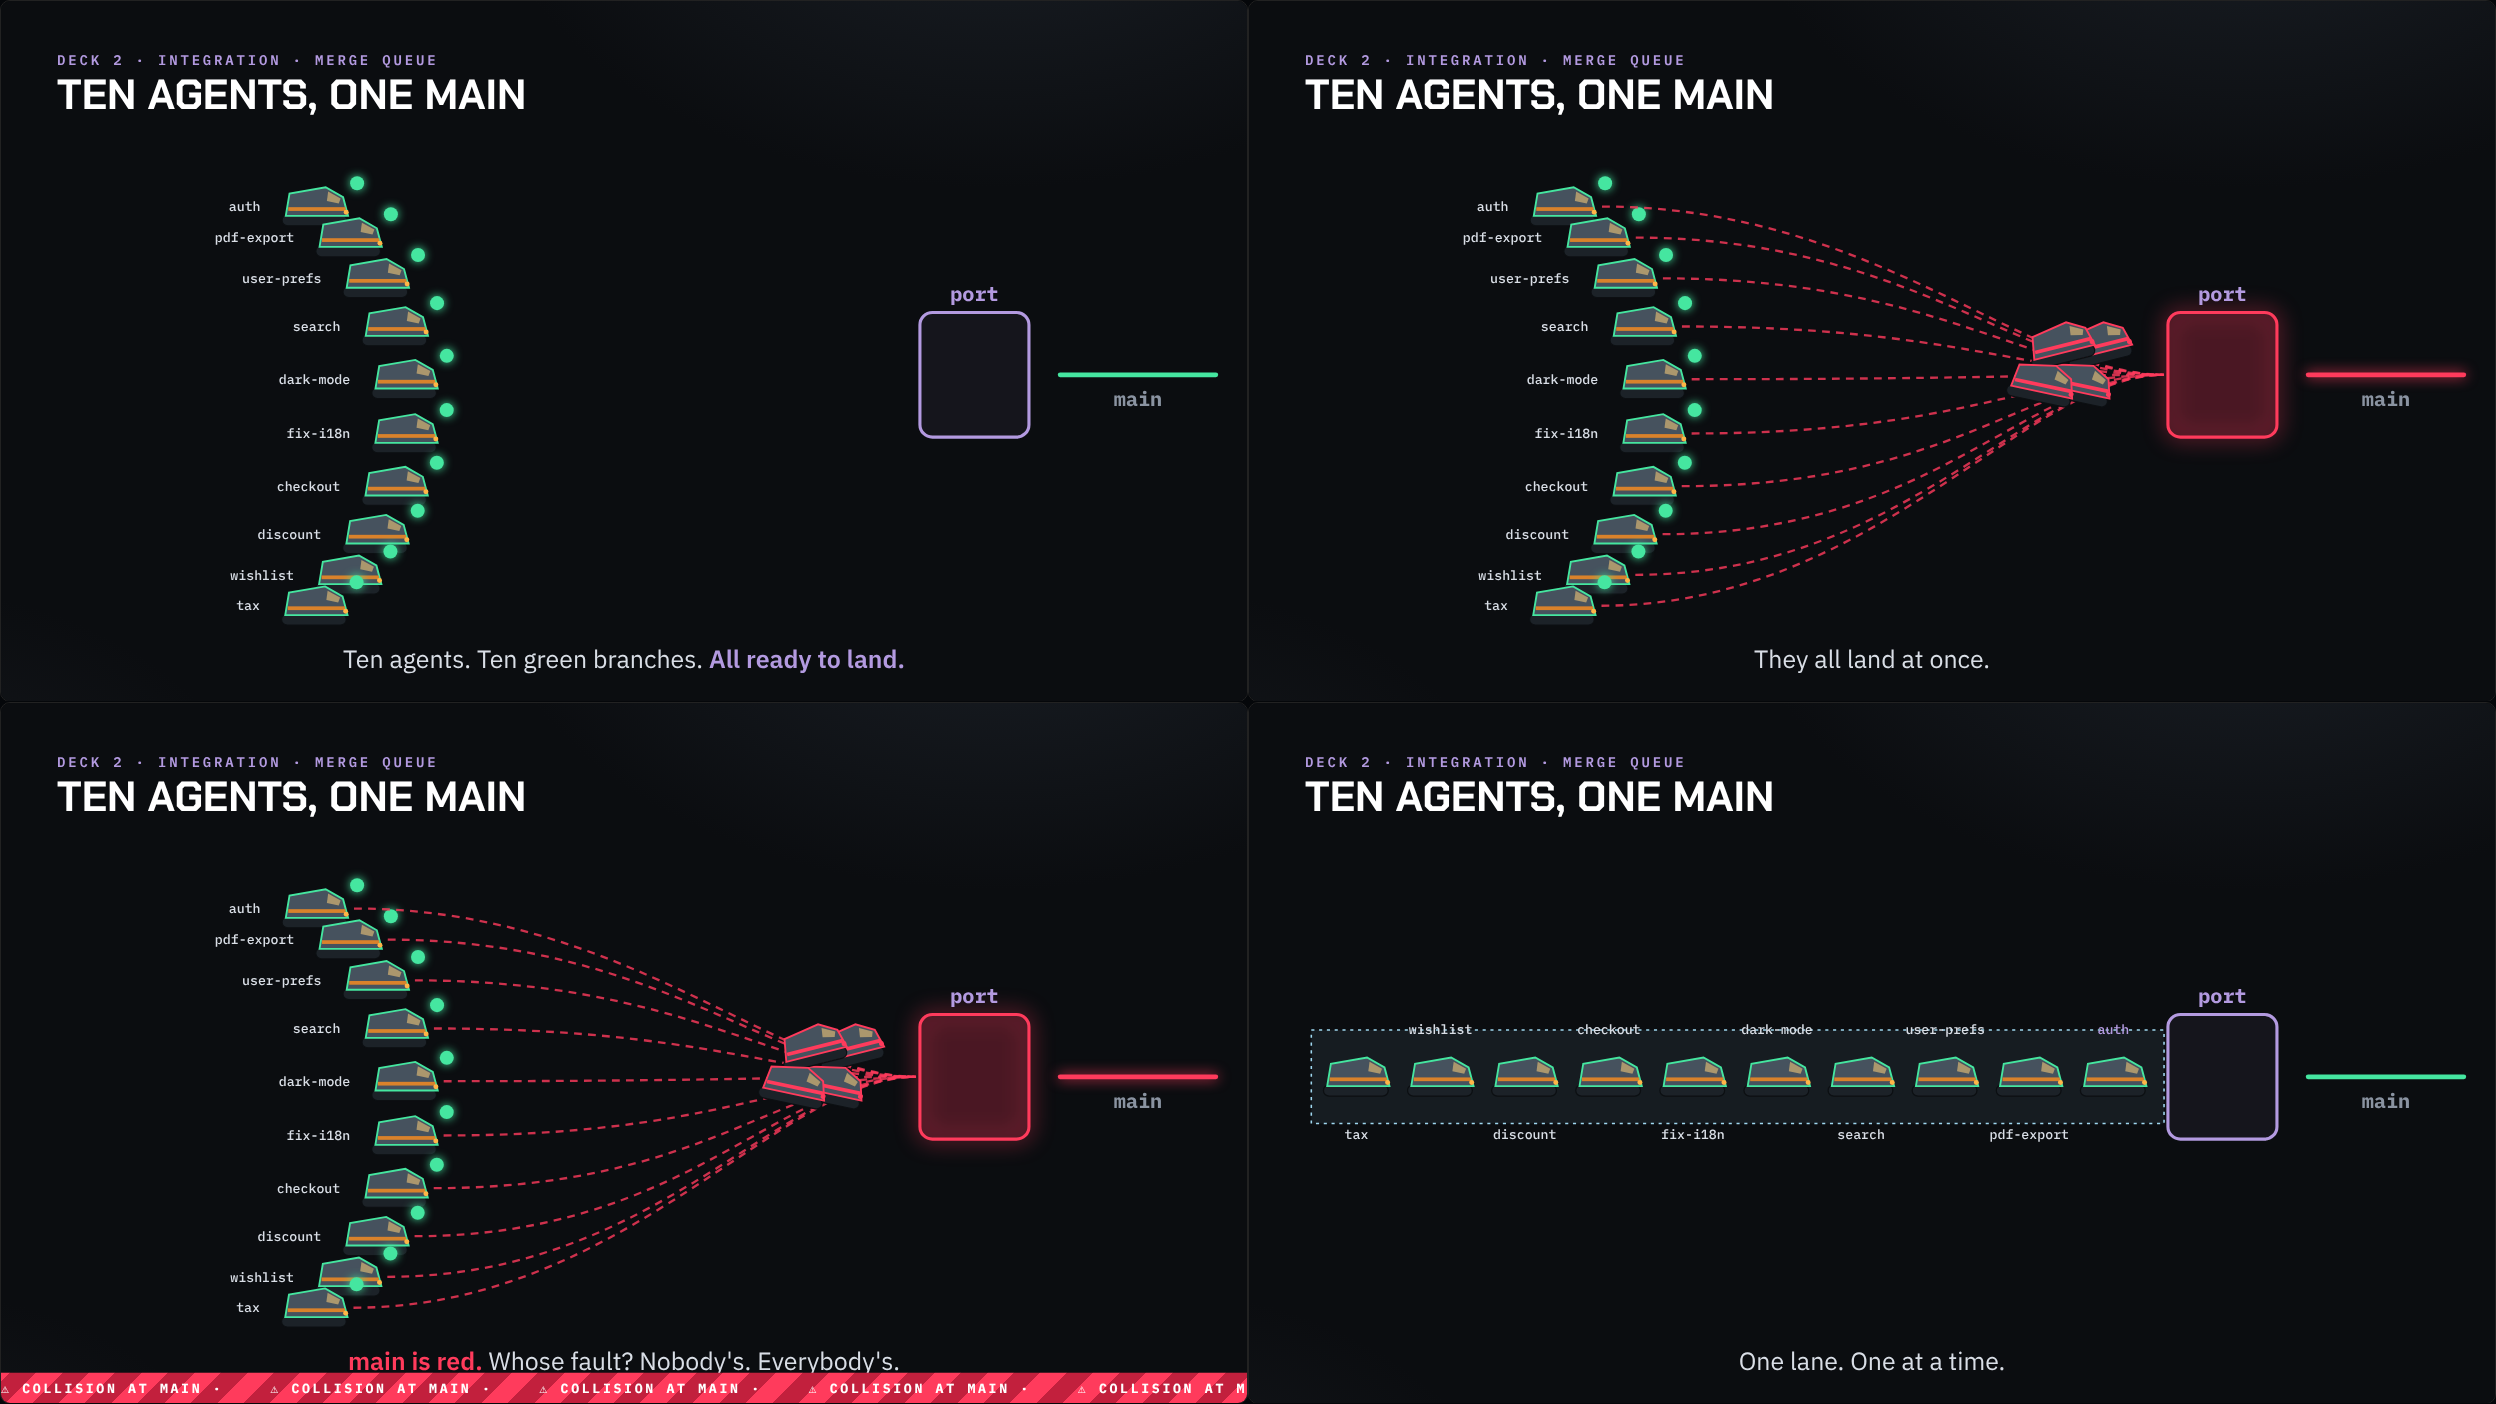 DECK 2 · INTEGRATION · MERGE QUEUE
TEN AGENTS, ONE MAIN
auth
pdf-export
user-prefs
search
dark-mode
fix-i18n
checkout
discount
wishlist
tax
port
main
Ten agents. Ten green branches. All ready to land.
DECK 2 · INTEGRATION · MERGE QUEUE
TEN AGENTS, ONE MAIN
auth
pdf-export
user-prefs
search
dark-mode
fix-i18n
checkout
discount
wishlist
tax
port
main
They all land at once.
DECK 2 · INTEGRATION · MERGE QUEUE
TEN AGENTS, ONE MAIN
auth
pdf-export
user-prefs
search
dark-mode
fix-i18n
checkout
discount
wishlist
tax
port
main
main is red. Whose fault? Nobody's. Everybody's.
⚠ COLLISION AT MAIN · ⚠ COLLISION AT MAIN · ⚠ COLLISION AT MAIN · ⚠ COLLISION AT MAIN · ⚠ COLLISION AT M
DECK 2 · INTEGRATION · MERGE QUEUE
TEN AGENTS, ONE MAIN
port
wishlist checkout dark-mode user-prefs auth
main
tax discount fix-i18n search pdf-export
One lane. One at a time.